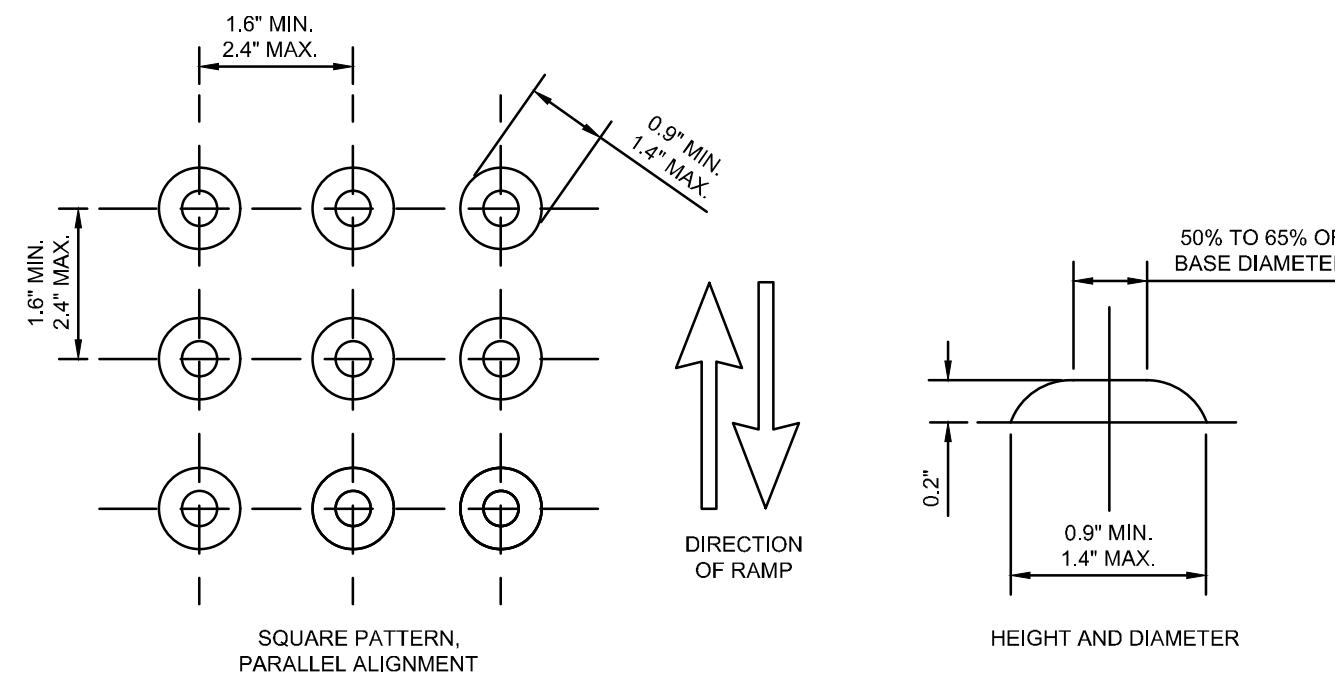 1.6" MIN.
2.4" MAX.
0.9" MIN.
1.4" MAX.
1.6" MIN.
2.4" MAX.
DIRECTION
OF RAMP
SQUARE PATTERN,
PARALLEL ALIGNMENT
50% TO 65% OF
BASE DIAMETER
0.2"
0.9" MIN.
1.4" MAX.
HEIGHT AND DIAMETER